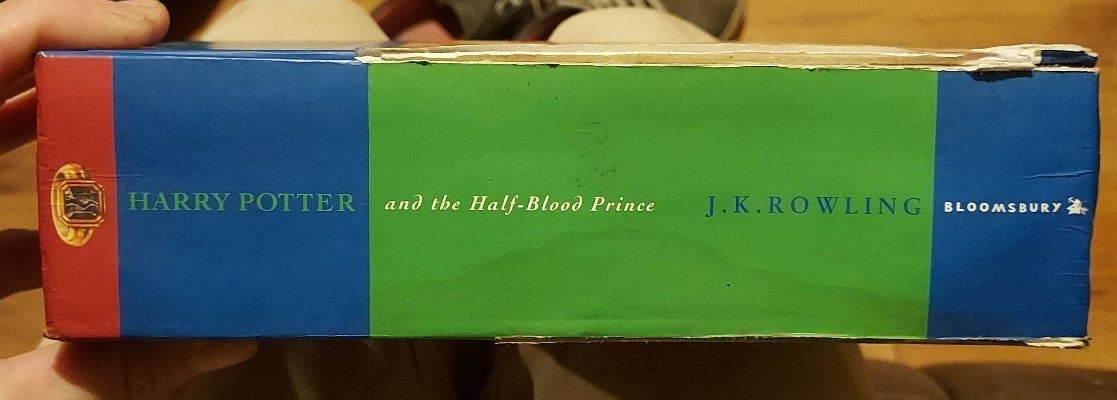 HARRY POTTER and the Half-Blood Prince J.K.ROWLING BLOOMSBURY